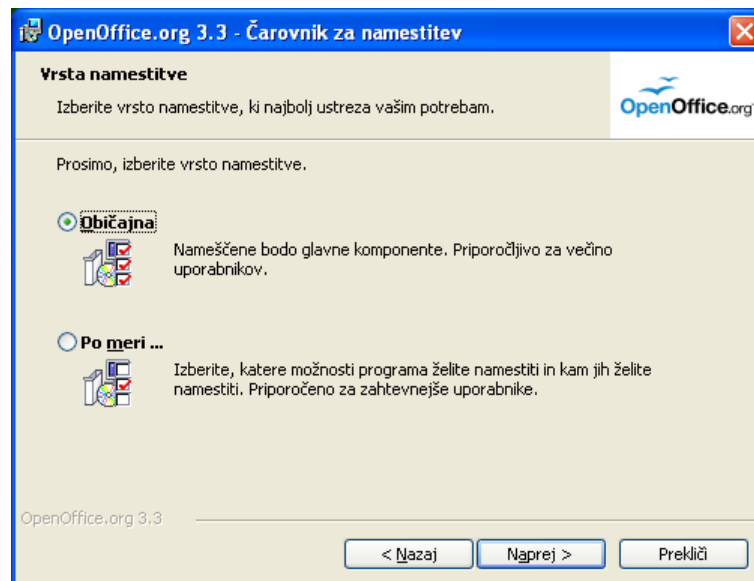 OpenOffice.org 3.3 - Čarovnik za namestitev
Vrsta namestitve
Izberite vrsto namestitve, ki najbolj ustreza vašim potrebam.
OpenOffice.org
Prosimo, izberite vrsto namestitve.
Običajna
Nameščene bodo glavne komponente. Priporočljivo za večino
uporabnikov.
Po meri ...
Izberite, katere možnosti programa želite namestiti in kam jih želite
namestiti. Priporočeno za zahtevnejše uporabnike.
OpenOffice.org 3.3
< Nazaj
Naprej >
Prekliči